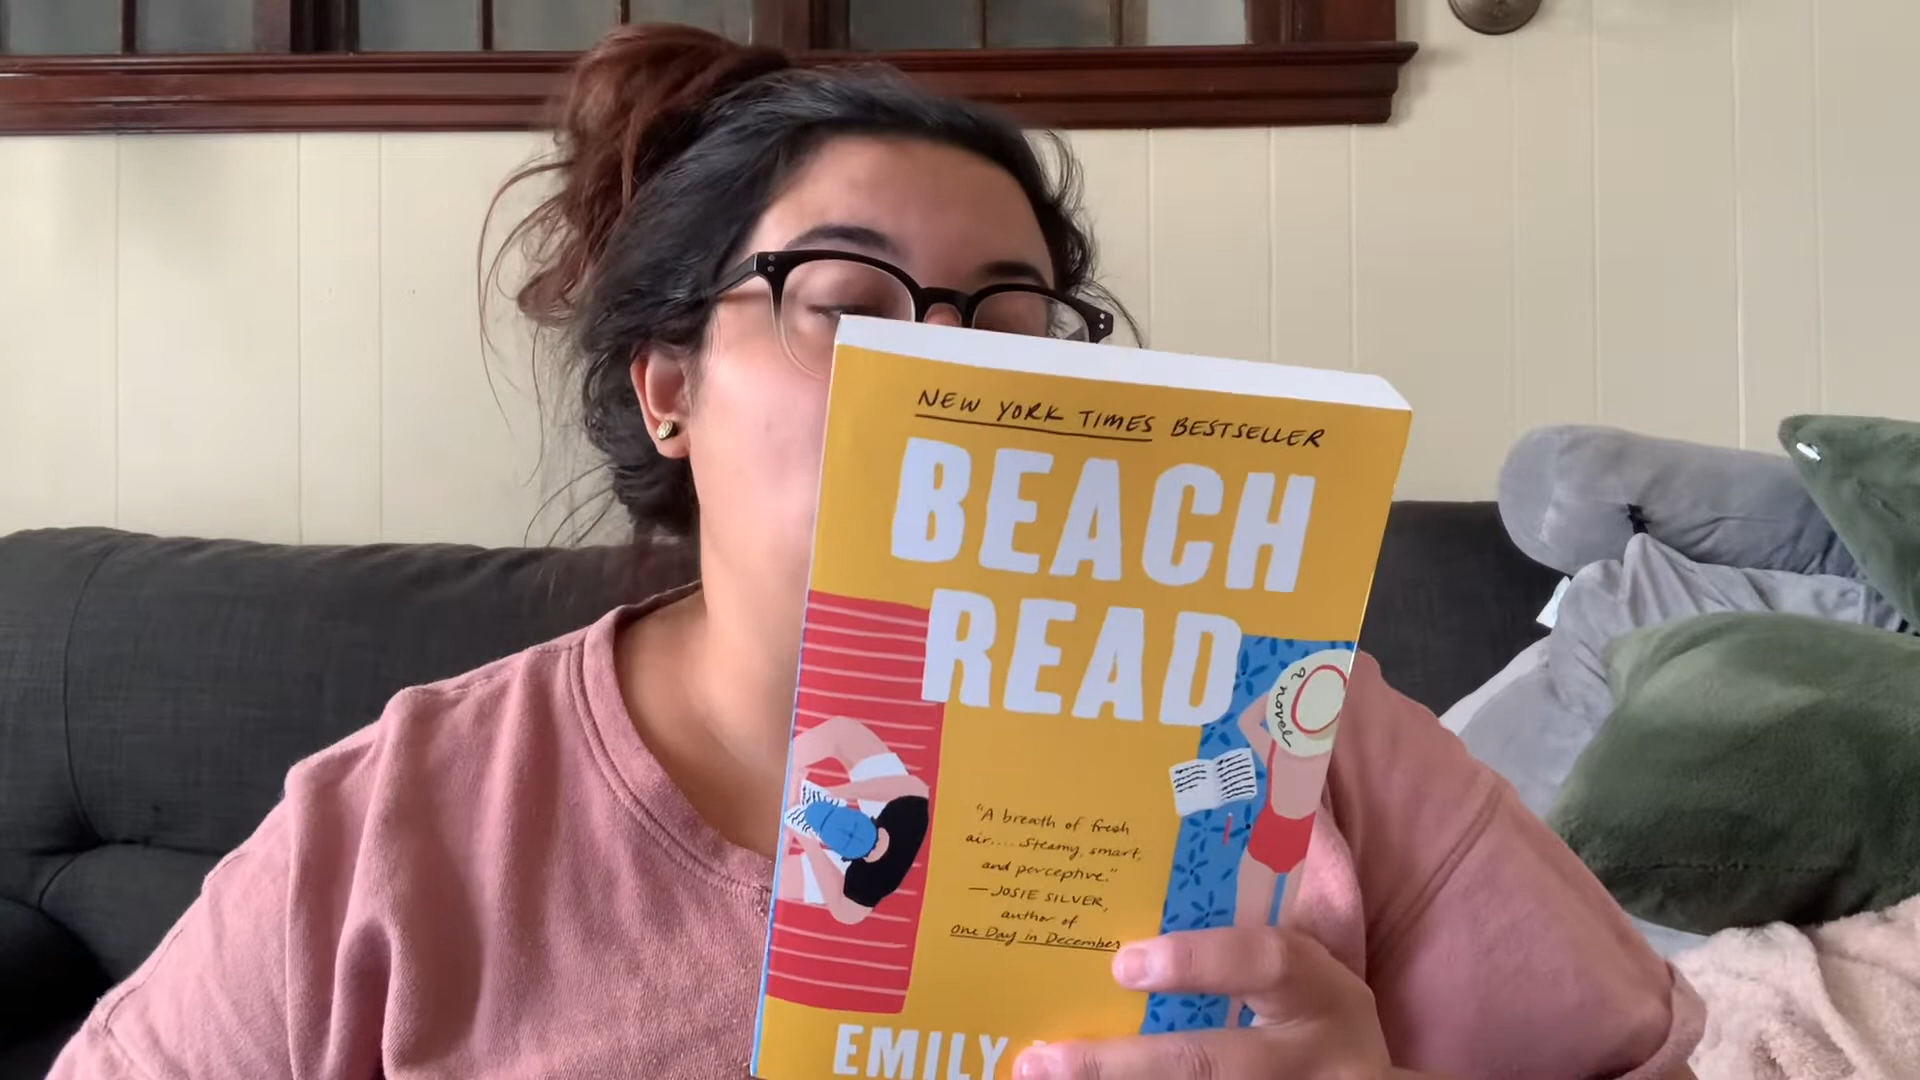 NEW YORK TIMES BESTSELLER
BEACH
READ
a novel
"A breath of fresh
air.... Steamy, smart,
and perceptive."
—JOSIE SILVER,
author of
One Day in December
EMILY